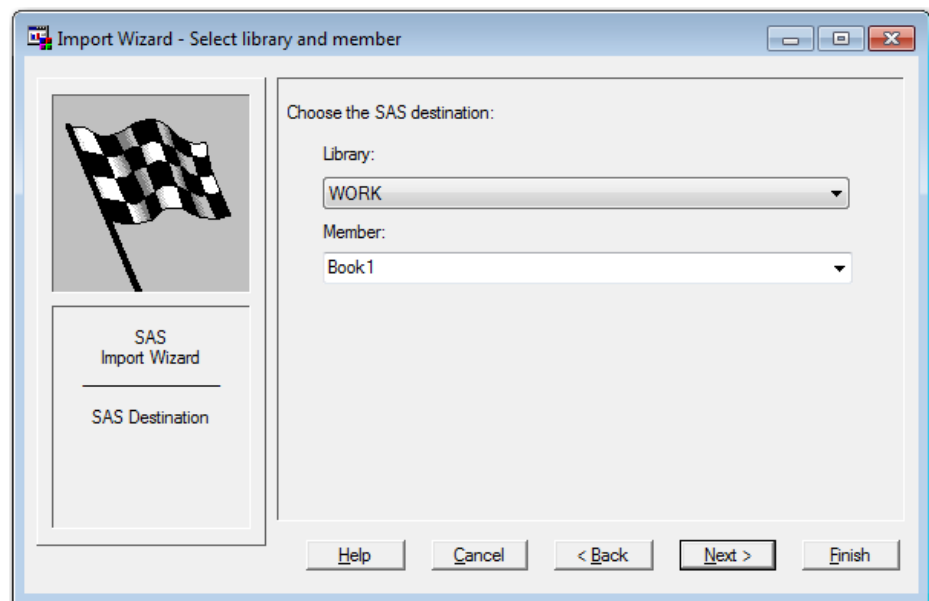 Import Wizard - Select library and member
Choose the SAS destination:
Library:
WORK
Member:
Book1
SAS
Import Wizard
SAS Destination
Help
Cancel
< Back
Next >
Finish